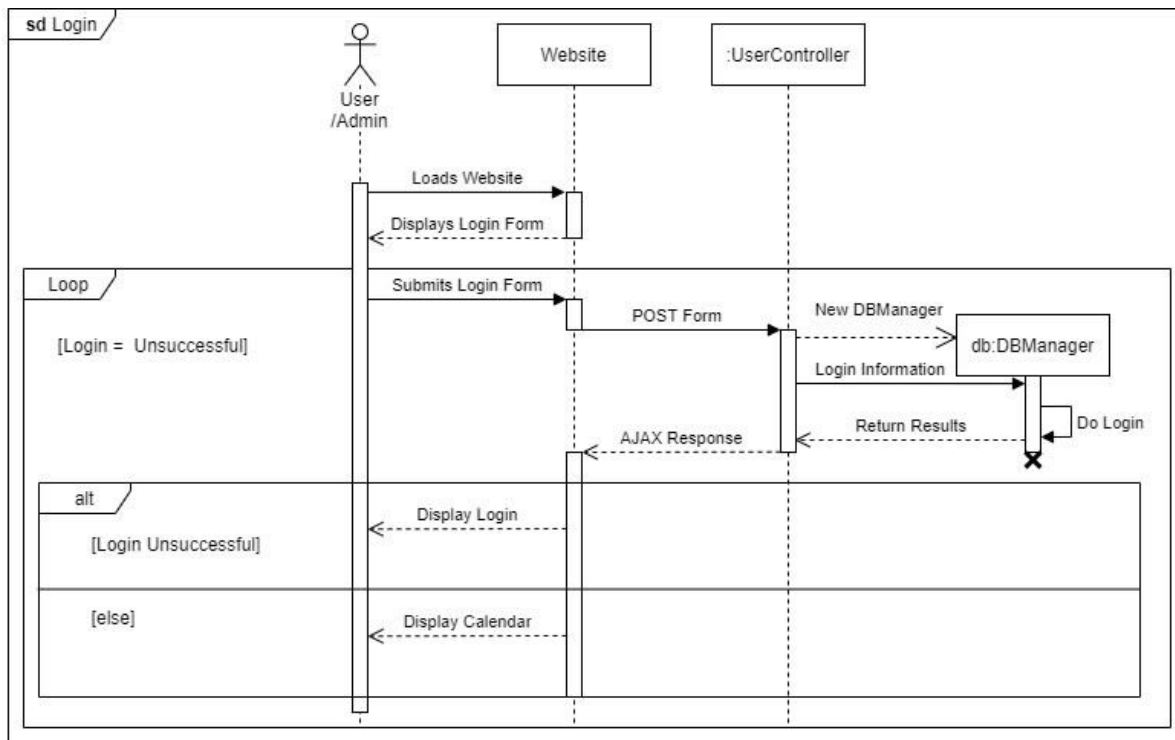 sd Login
Website
:UserController
User
/Admin
Loads Website
Displays Login Form
Loop
Submits Login Form
POST Form
New DBManager
[Login =  Unsuccessful]
db:DBManager
Login Information
Do Login
Return Results
AJAX Response
alt
Display Login
[Login Unsuccessful]
[else]
Display Calendar